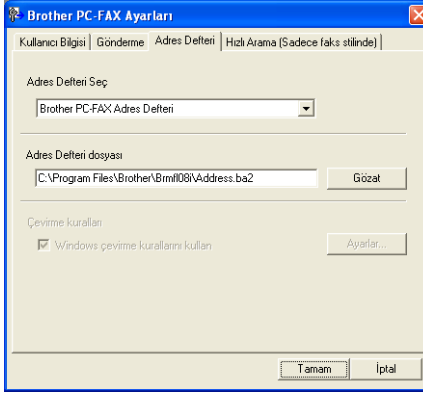 Brother PC-FAX Ayarları
Kullanıcı Bilgisi Gönderme Adres Defteri Hızlı Arama (Sadece faks stilinde)
Adres Defteri Seç
Brother PC-FAX Adres Defteri
Adres Defteri dosyası
C:\Program Files\Brother\Brmfl08i\Address.ba2 Gözat
Çevirme kuralları
Windows çevirme kurallarını kullan Ayarlar...
Tamam İptal